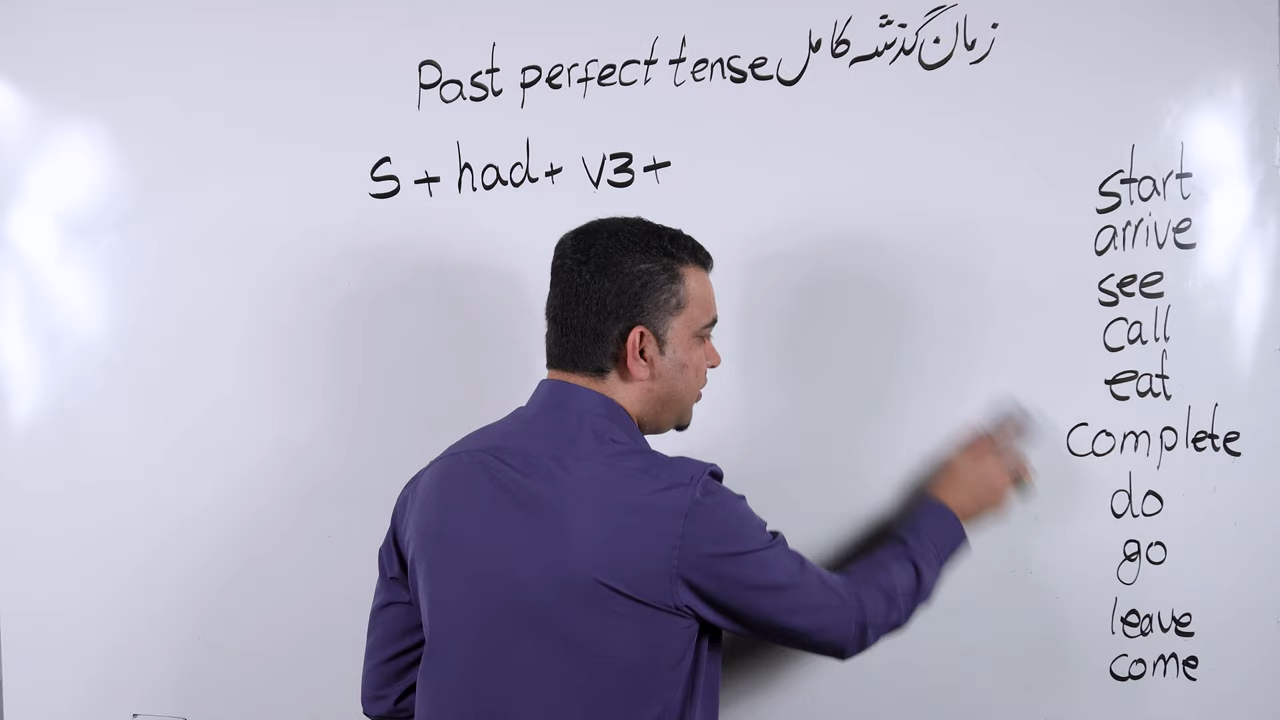 Past perfect tense زمان گذشته کامل
S + had + V3 +
start
arrive
see
call
eat
complete
do
go
leave
come